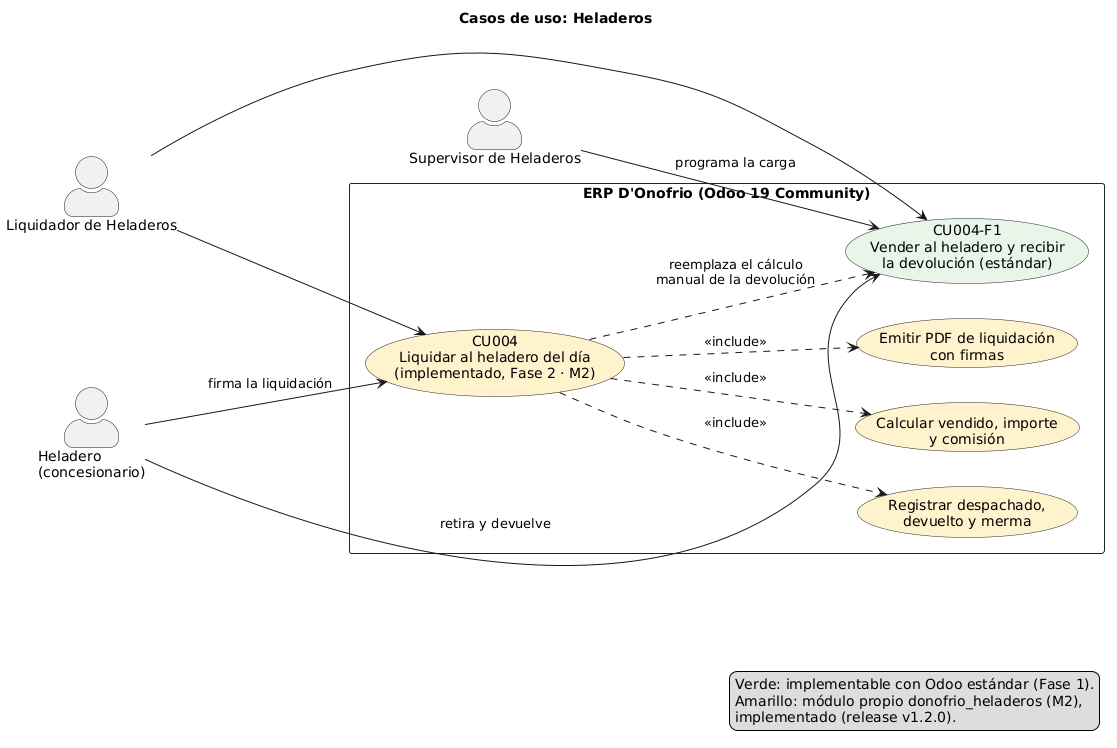 Casos de uso: Heladeros
Supervisor de Heladeros
programa la carga
Liquidador de Heladeros
ERP D'Onofrio (Odoo 19 Community)
CU004-F1
Vender al heladero y recibir
la devolución (estándar)
reemplaza el cálculo
manual de la devolución
CU004
Liquidar al heladero del día
(implementado, Fase 2 · M2)
«include»
Emitir PDF de liquidación
con firmas
«include»
firma la liquidación
Calcular vendido, importe
y comisión
«include»
Heladero
(concesionario)
Registrar despachado,
devuelto y merma
retira y devuelve
Verde: implementable con Odoo estándar (Fase 1).
Amarillo: módulo propio donofrio_heladeros (M2),
implementado (release v1.2.0).